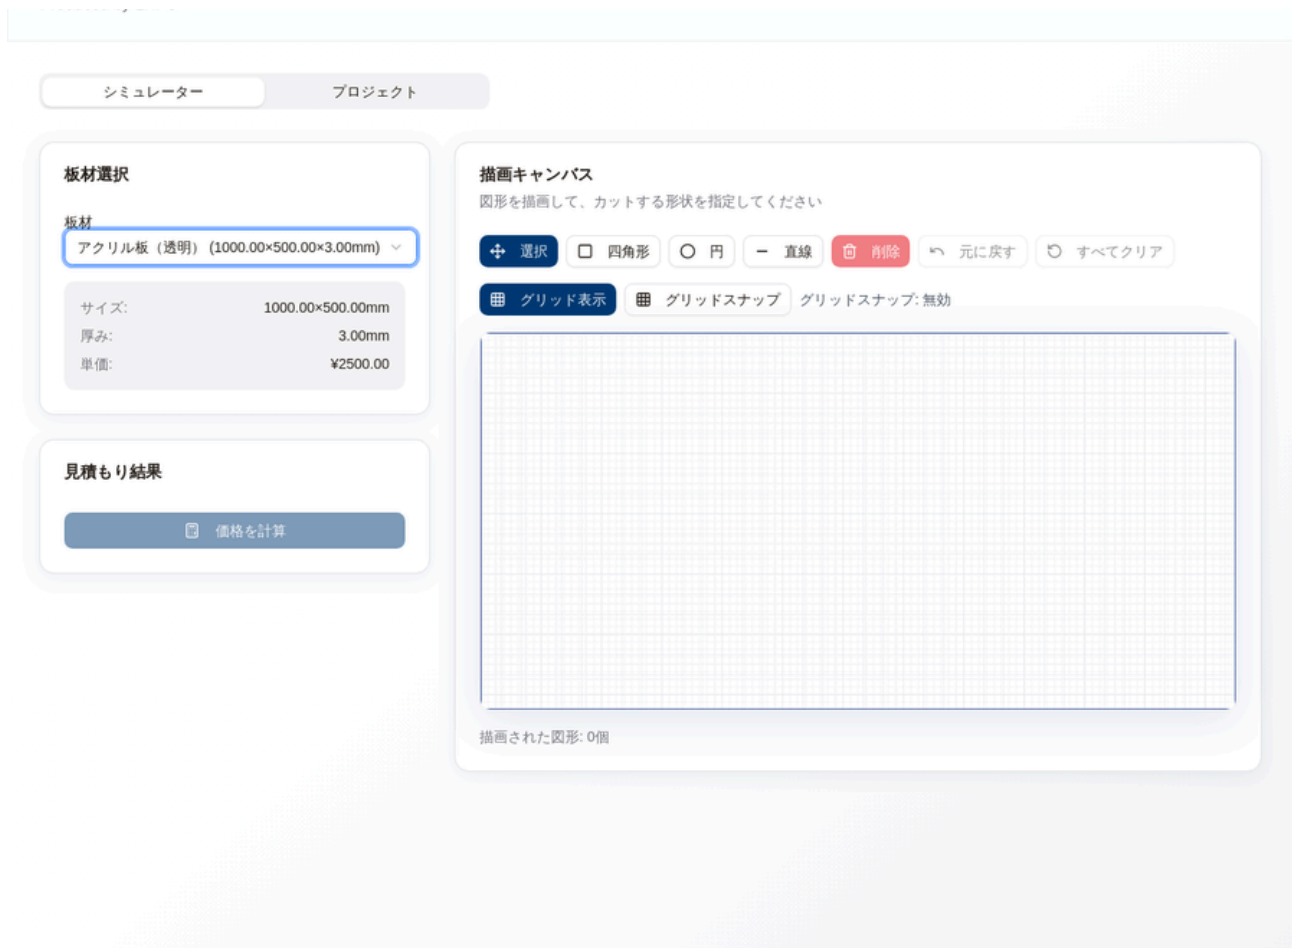 シミュレーター
プロジェクト
板材選択
板材
アクリル板（透明） (1000.00×500.00×3.00mm)
サイズ: 1000.00×500.00mm
厚み: 3.00mm
単価: ¥2500.00
見積もり結果
価格を計算
描画キャンバス
図形を描画して、カットする形状を指定してください
選択 四角形 円 直線 削除 元に戻す すべてクリア
グリッド表示 グリッドスナップ グリッドスナップ: 無効
描画された図形: 0個